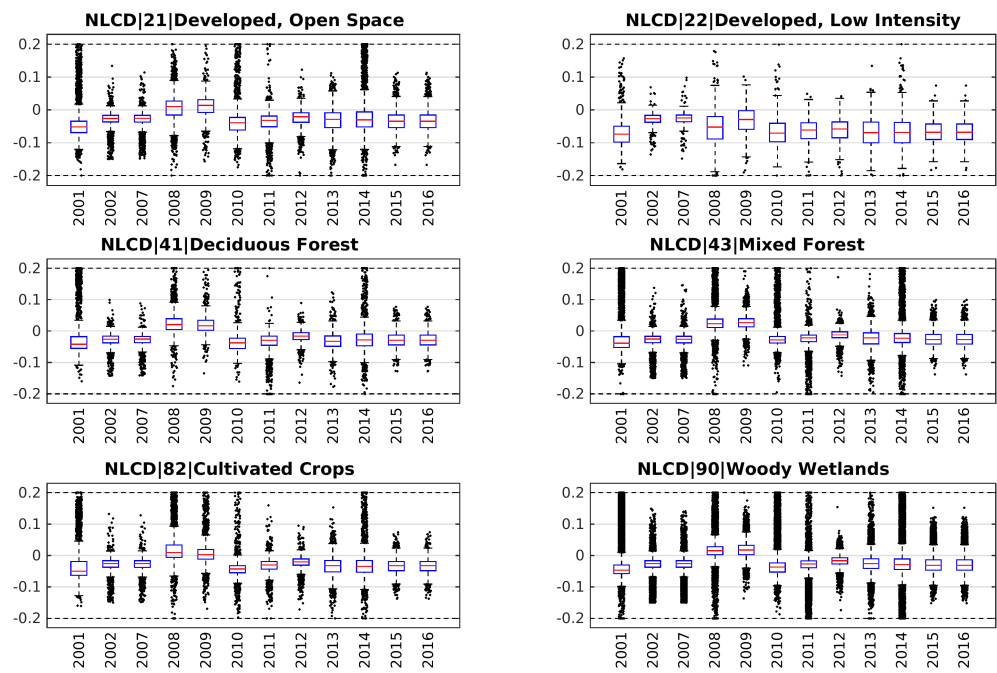 NLCD|21|Developed, Open Space
0.2
0.1
0
-0.1
-0.2
2001 2002 2007 2008 2009 2010 2011 2012 2013 2014 2015 2016
NLCD|22|Developed, Low Intensity
0.2
0.1
0
-0.1
-0.2
2001 2002 2007 2008 2009 2010 2011 2012 2013 2014 2015 2016
NLCD|41|Deciduous Forest
0.2
0.1
0
-0.1
-0.2
2001 2002 2007 2008 2009 2010 2011 2012 2013 2014 2015 2016
NLCD|43|Mixed Forest
0.2
0.1
0
-0.1
-0.2
2001 2002 2007 2008 2009 2010 2011 2012 2013 2014 2015 2016
NLCD|82|Cultivated Crops
0.2
0.1
0
-0.1
-0.2
2001 2002 2007 2008 2009 2010 2011 2012 2013 2014 2015 2016
NLCD|90|Woody Wetlands
0.2
0.1
0
-0.1
-0.2
2001 2002 2007 2008 2009 2010 2011 2012 2013 2014 2015 2016